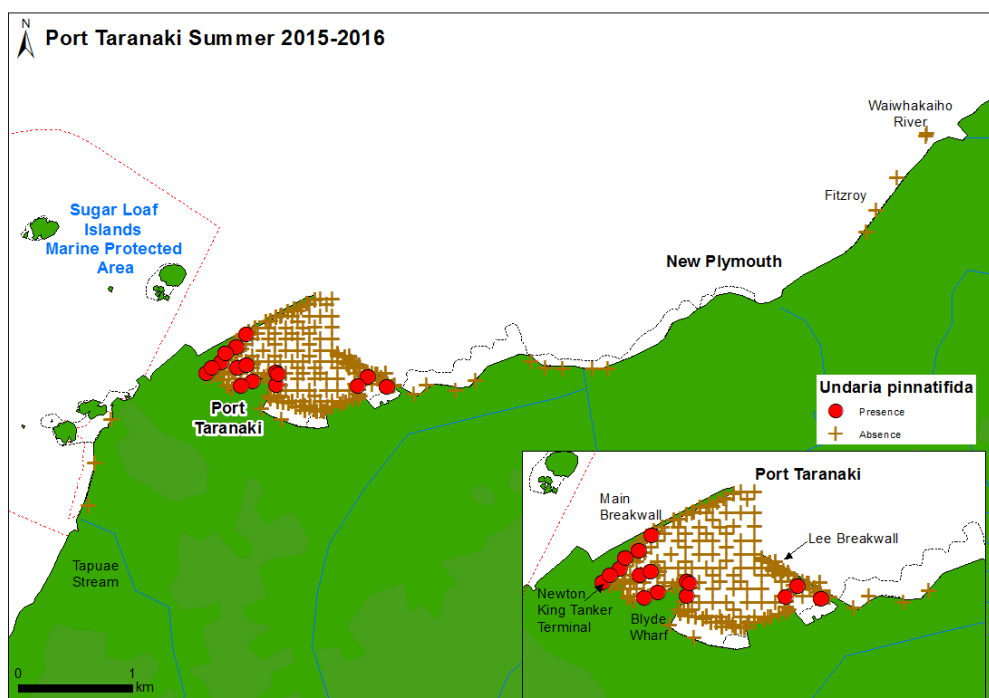 N
Port Taranaki Summer 2015-2016
Waiwhakaiho
River
Fitzroy
Sugar Loaf
Islands
Marine Protected
Area
New Plymouth
Port
Taranaki
Undaria pinnatifida
Presence
Absence
Tapuae
Stream
0
1
km
Port Taranaki
Main
Breakwall
Lee Breakwall
Newton
King Tanker
Terminal
Blyde
Wharf